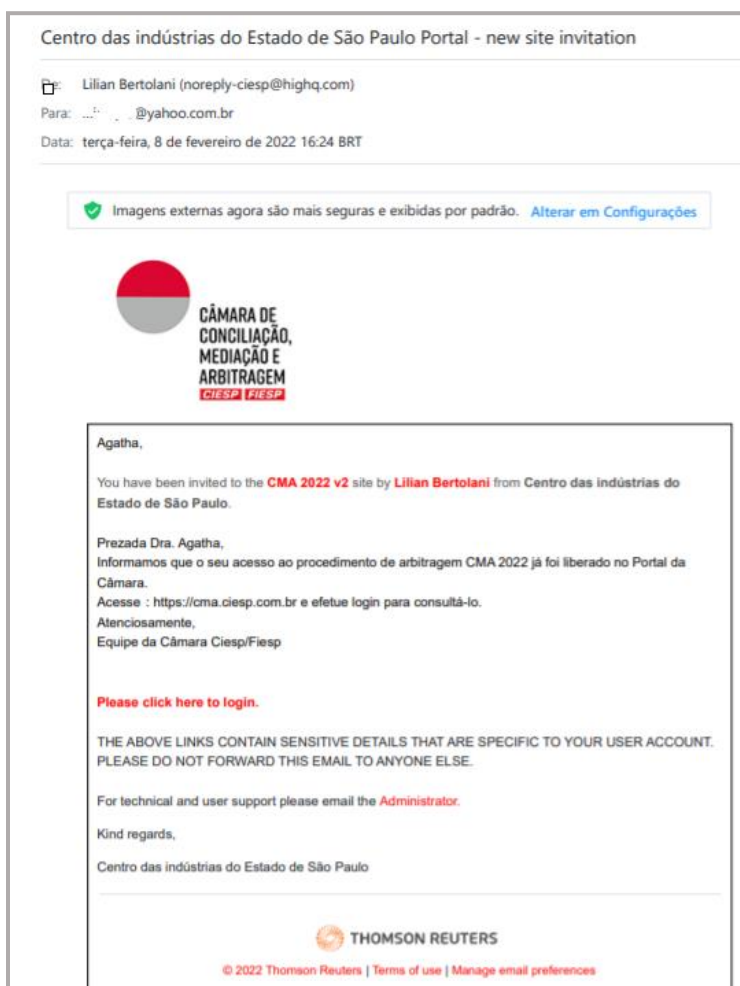 Centro das indústrias do Estado de São Paulo Portal - new site invitation
De: Lilian Bertolani (noreply-ciesp@highq.com)
Para: @yahoo.com.br
Data: terça-feira, 8 de fevereiro de 2022 16:24 BRT
Imagens externas agora são mais seguras e exibidas por padrão. Alterar em Configurações
CÂMARA DE
CONCILIAÇÃO,
MEDIAÇÃO E
ARBITRAGEM
CIESP FIESP
Agatha,
You have been invited to the CMA 2022 v2 site by Lilian Bertolani from Centro das indústrias do
Estado de São Paulo.
Prezada Dra. Agatha,
Informamos que o seu acesso ao procedimento de arbitragem CMA 2022 já foi liberado no Portal da
Câmara.
Acesse : https://cma.ciesp.com.br e efetue login para consultá-lo.
Atenciosamente,
Equipe da Câmara Ciesp/Fiesp
Please click here to login.
THE ABOVE LINKS CONTAIN SENSITIVE DETAILS THAT ARE SPECIFIC TO YOUR USER ACCOUNT.
PLEASE DO NOT FORWARD THIS EMAIL TO ANYONE ELSE.
For technical and user support please email the Administrator.
Kind regards,
Centro das indústrias do Estado de São Paulo
THOMSON REUTERS
© 2022 Thomson Reuters | Terms of use | Manage email preferences